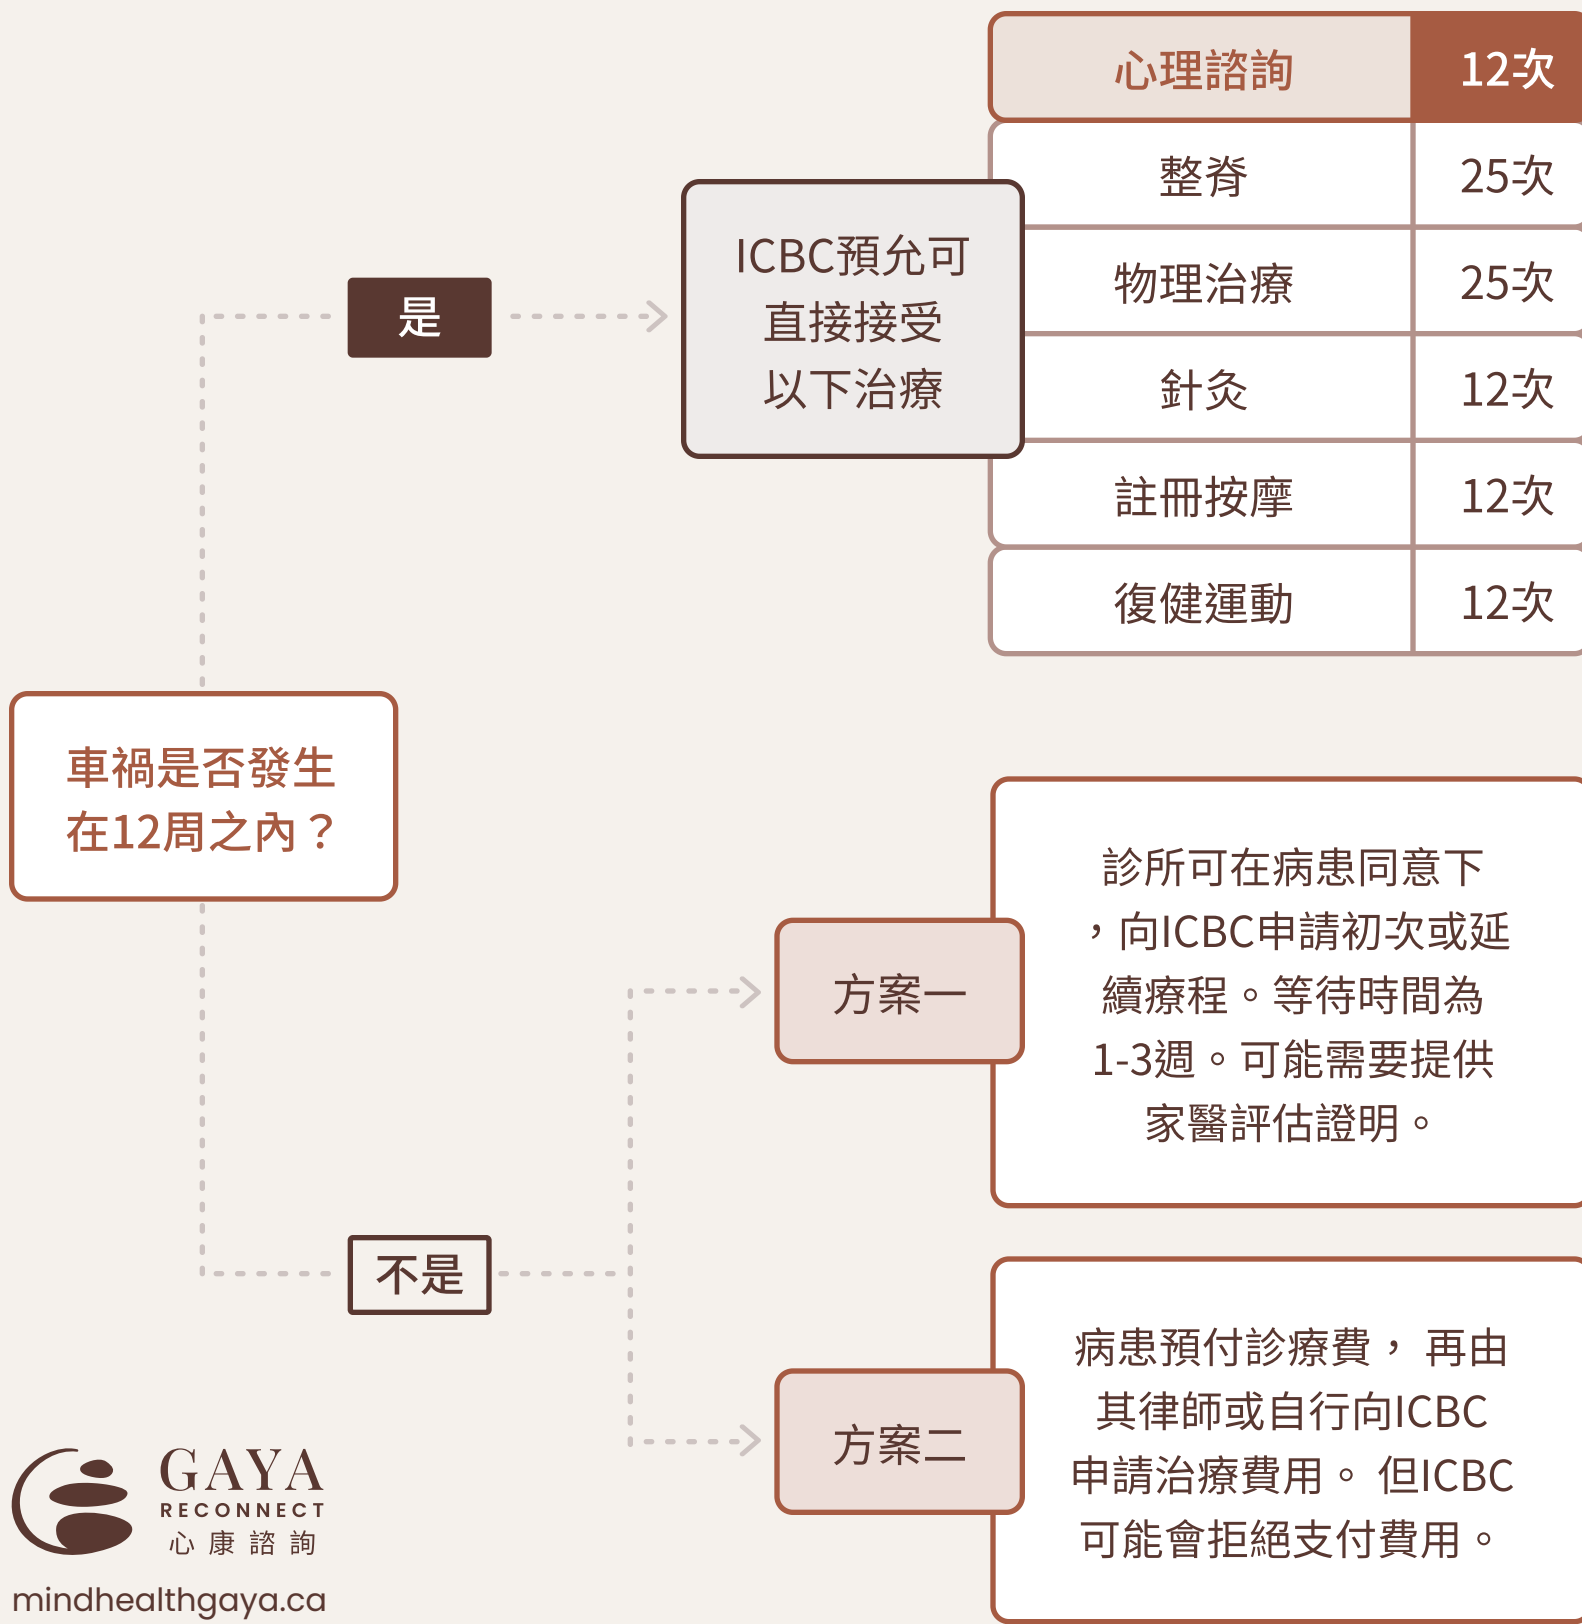 心理諮詢 12次
整脊 25次
物理治療 25次
針灸 12次
註冊按摩 12次
復健運動 12次
ICBC預允可
直接接受
以下治療
是
車禍是否發生
在12周之內？
不是
方案一
診所可在病患同意下
，向ICBC申請初次或延
續療程。等待時間為
1-3週。可能需要提供
家醫評估證明。
方案二
病患預付診療費， 再由
其律師或自行向ICBC
申請治療費用。 但ICBC
可能會拒絕支付費用。
GAYA
RECONNECT
心康諮詢
mindhealthgaya.ca